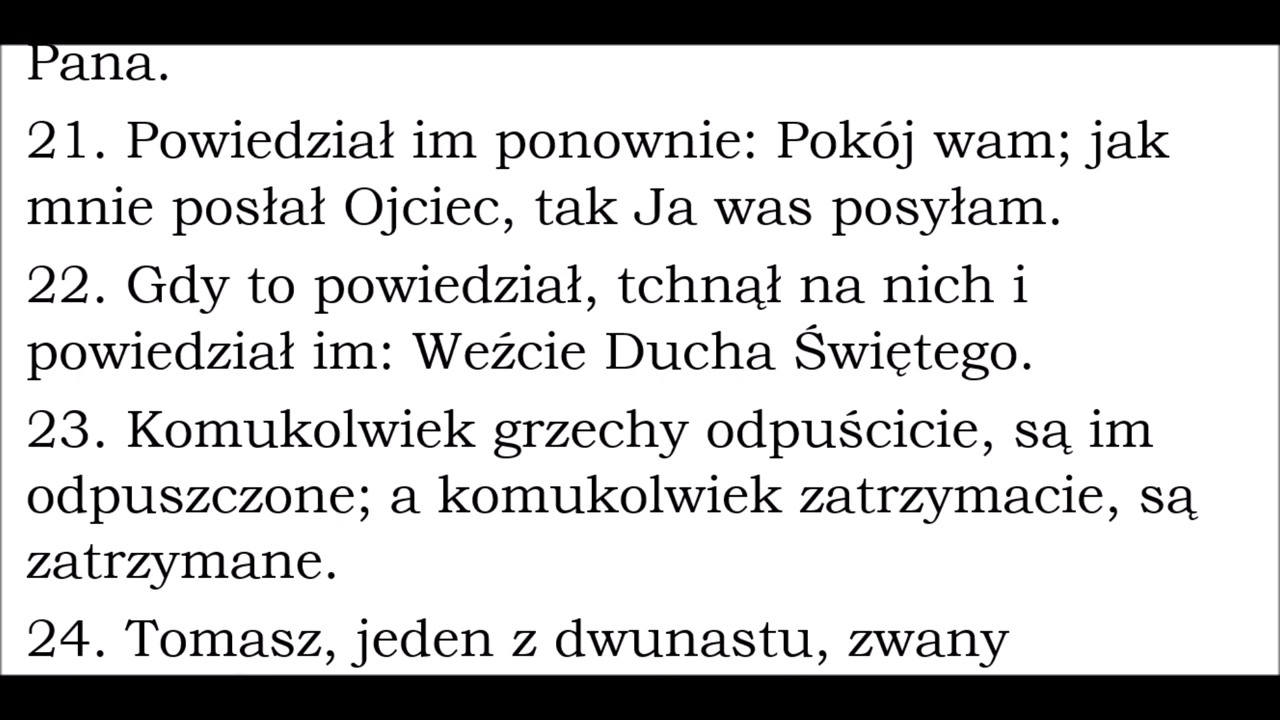 Pana.
21. Powiedział im ponownie: Pokój wam; jak
mnie posłał Ojciec, tak Ja was posyłam.
22. Gdy to powiedział, tchnął na nich i
powiedział im: Weźcie Ducha Świętego.
23. Komukolwiek grzechy odpuścicie, są im
odpuszczone; a komukolwiek zatrzymacie, są
zatrzymane.
24. Tomasz, jeden z dwunastu, zwany